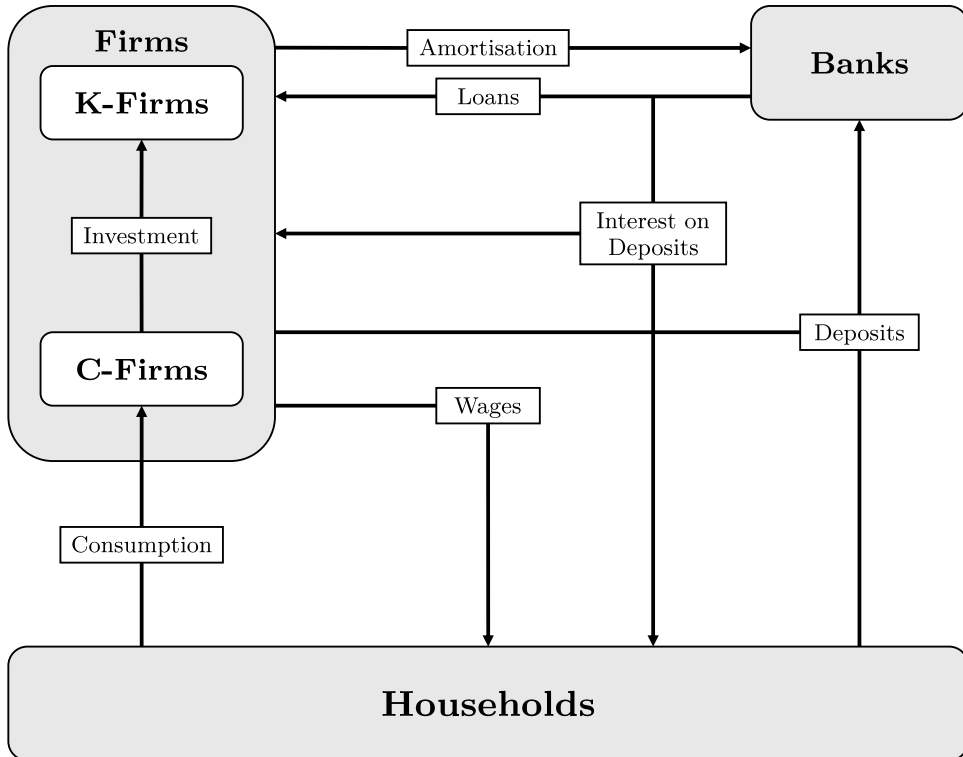 Firms
Amortisation
Banks
K-Firms
Loans
Investment
Interest on
Deposits
Deposits
C-Firms
Wages
Consumption
Households